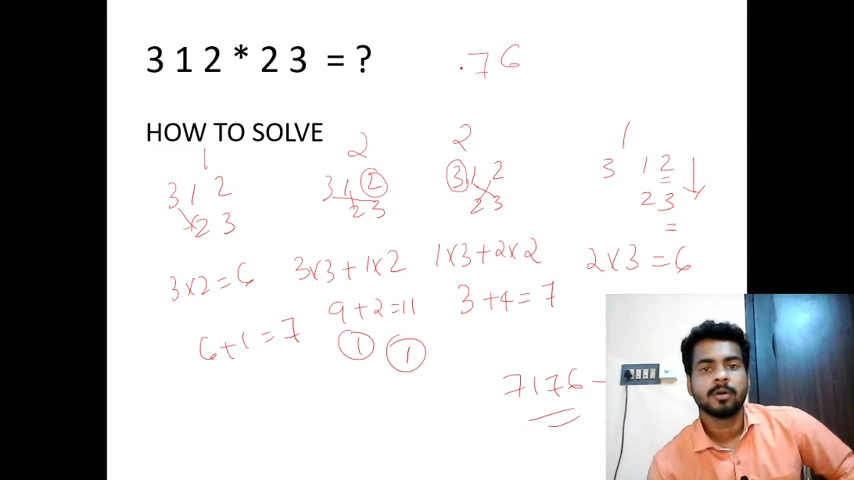 3 1 2 * 2 3 = ?
.76
HOW TO SOLVE
1
2
2
1
3 1 2
3 1 2
3 1 2
3 1 2
2 3
2 3
2 3
2 3
=
3x2=6
3x3+1x2
1x3+2x2
2x3=6
9+2=11
3+4=7
6+1=7
1
1
7176